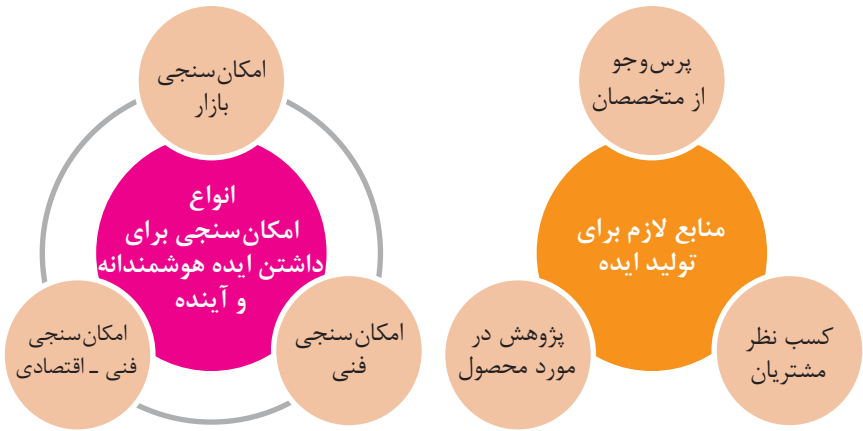 پرس‌وجو
از متخصصان
منابع لازم برای
تولید ایده
کسب نظر
مشتریان
پژوهش در
مورد محصول
امکان‌سنجی
بازار
انواع
امکان‌سنجی برای
داشتن ایده هوشمندانه
و آینده
امکان‌سنجی
فنی
امکان‌سنجی
فنی ـ اقتصادی